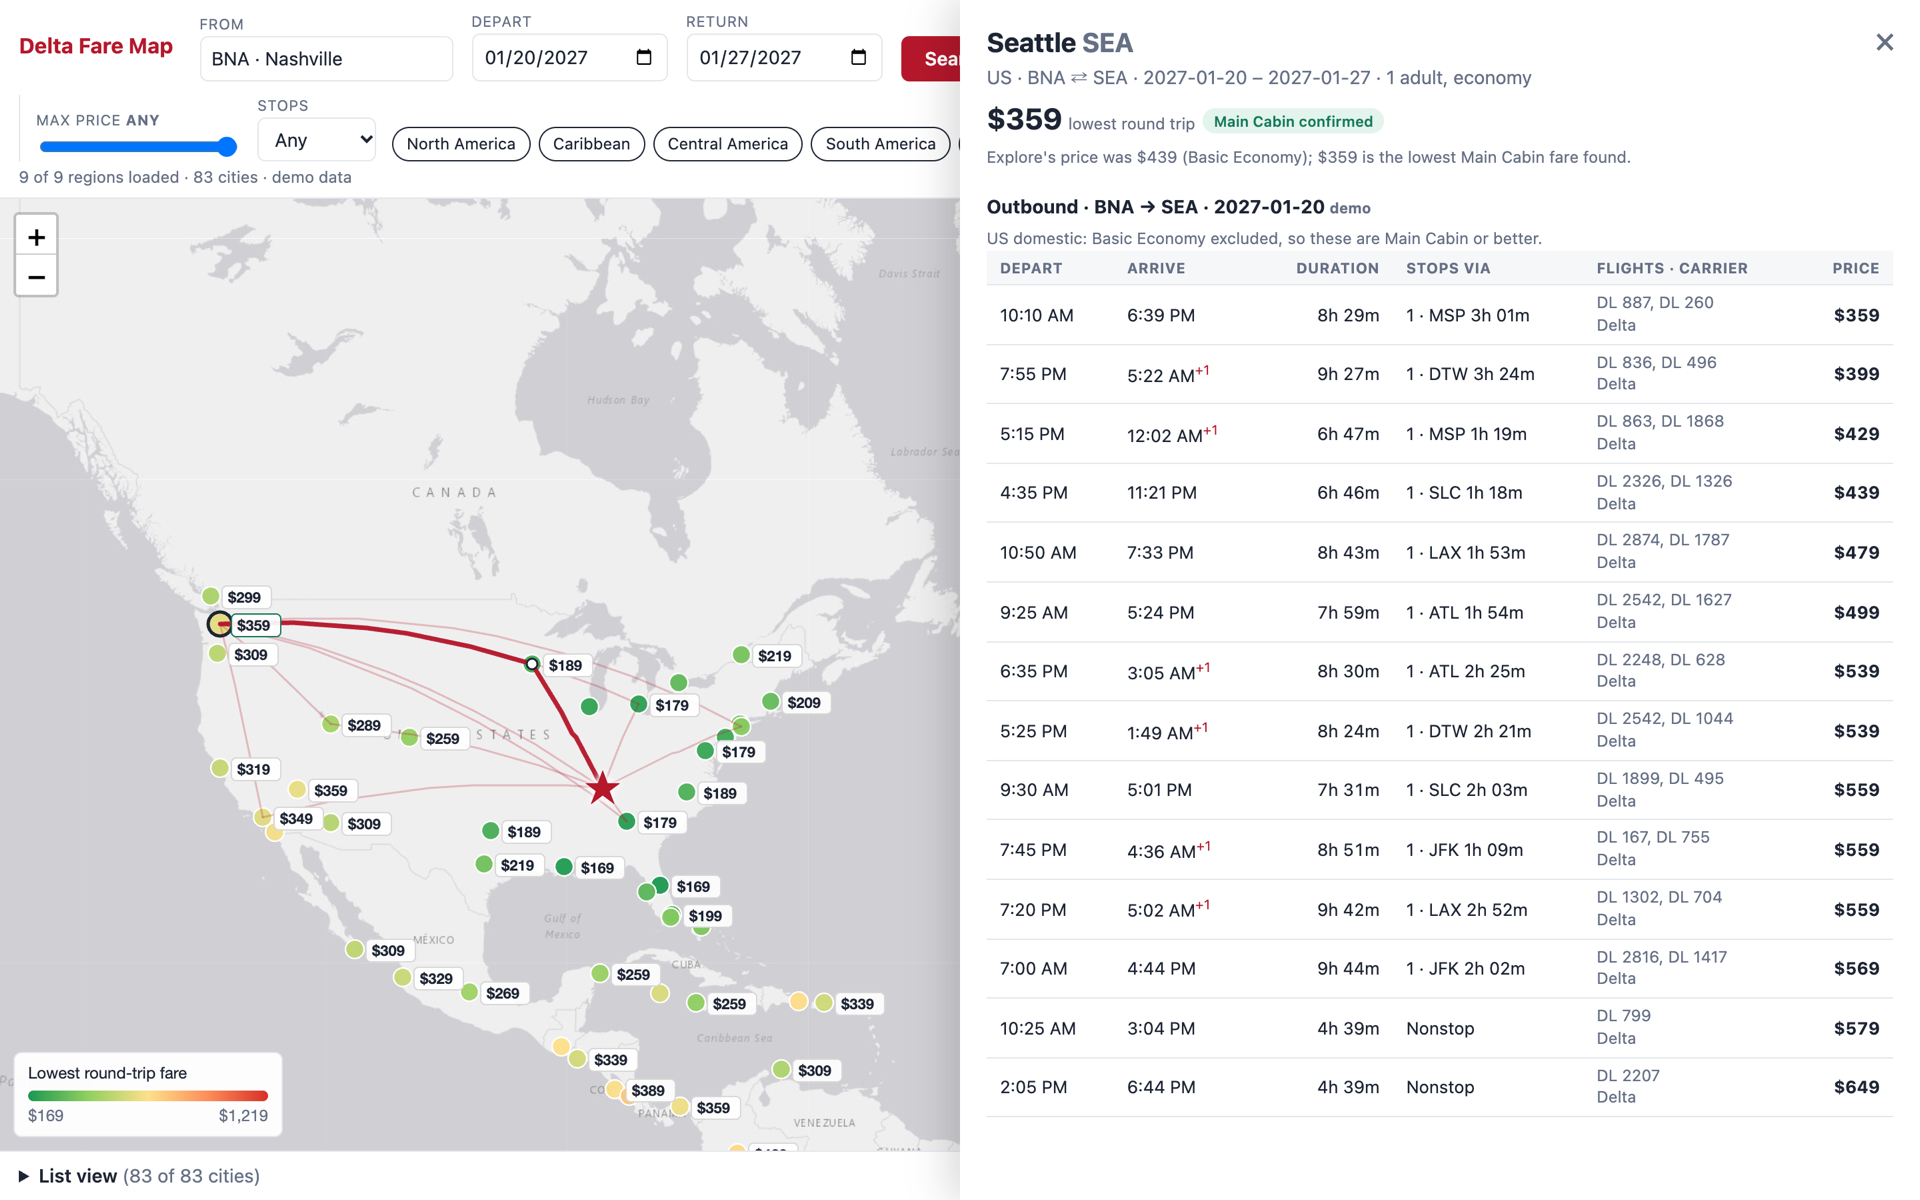 Delta Fare Map
FROM
BNA · Nashville
DEPART
01/20/2027
RETURN
01/27/2027
MAX PRICE ANY
STOPS
Any
North America
Caribbean
Central America
South America
9 of 9 regions loaded · 83 cities · demo data
+
−
Davis Strait
Hudson Bay
Labrador Sea
CANADA
$299
$359
$309
$189
$219
$179
$209
$289
$259
STATES
$179
$319
$359
$189
$349
$309
$179
$189
$219
$169
$169
$199
Gulf of
Mexico
MÉXICO
$309
CUBA
$259
$329
$269
$259
$339
Caribbean Sea
$339
$309
$389
PANAMÁ
$359
VENEZUELA
Lowest round-trip fare
$169
$1,219
▶ List view (83 of 83 cities)
Seattle SEA
✕
US · BNA ⇄ SEA · 2027-01-20 – 2027-01-27 · 1 adult, economy
$359 lowest round trip Main Cabin confirmed
Explore's price was $439 (Basic Economy); $359 is the lowest Main Cabin fare found.
Outbound · BNA → SEA · 2027-01-20 demo
US domestic: Basic Economy excluded, so these are Main Cabin or better.
DEPART ARRIVE DURATION STOPS VIA FLIGHTS · CARRIER PRICE
10:10 AM 6:39 PM 8h 29m 1 · MSP 3h 01m DL 887, DL 260 $359
Delta
7:55 PM 5:22 AM+1 9h 27m 1 · DTW 3h 24m DL 836, DL 496 $399
Delta
5:15 PM 12:02 AM+1 6h 47m 1 · MSP 1h 19m DL 863, DL 1868 $429
Delta
4:35 PM 11:21 PM 6h 46m 1 · SLC 1h 18m DL 2326, DL 1326 $439
Delta
10:50 AM 7:33 PM 8h 43m 1 · LAX 1h 53m DL 2874, DL 1787 $479
Delta
9:25 AM 5:24 PM 7h 59m 1 · ATL 1h 54m DL 2542, DL 1627 $499
Delta
6:35 PM 3:05 AM+1 8h 30m 1 · ATL 2h 25m DL 2248, DL 628 $539
Delta
5:25 PM 1:49 AM+1 8h 24m 1 · DTW 2h 21m DL 2542, DL 1044 $539
Delta
9:30 AM 5:01 PM 7h 31m 1 · SLC 2h 03m DL 1899, DL 495 $559
Delta
7:45 PM 4:36 AM+1 8h 51m 1 · JFK 1h 09m DL 167, DL 755 $559
Delta
7:20 PM 5:02 AM+1 9h 42m 1 · LAX 2h 52m DL 1302, DL 704 $559
Delta
7:00 AM 4:44 PM 9h 44m 1 · JFK 2h 02m DL 2816, DL 1417 $569
Delta
10:25 AM 3:04 PM 4h 39m Nonstop DL 799 $579
Delta
2:05 PM 6:44 PM 4h 39m Nonstop DL 2207 $649
Delta